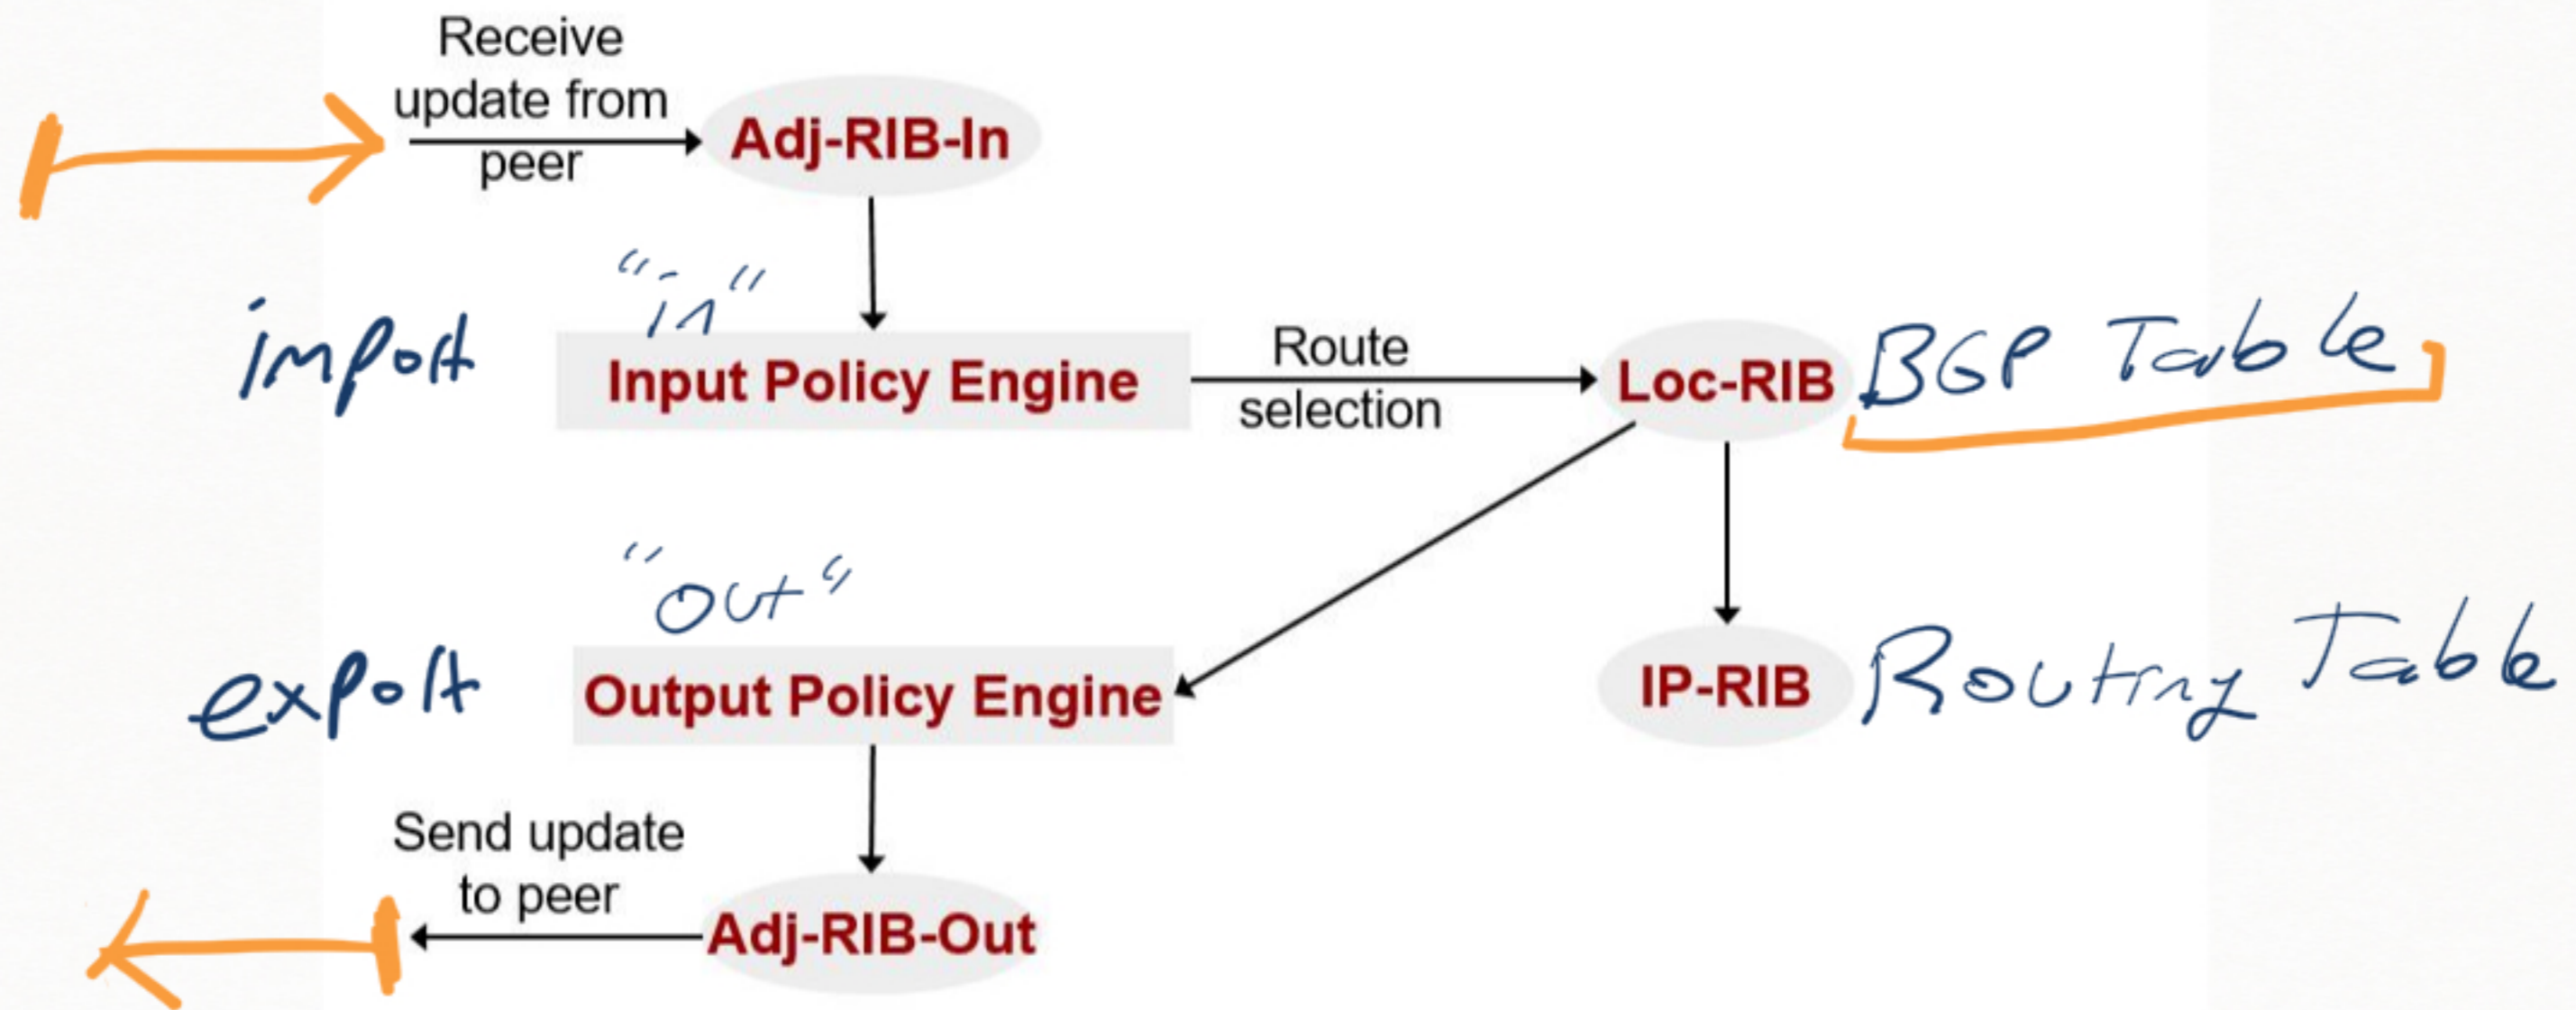 Receive
update from
peer
Adj-RIB-In
"in"
import
Input Policy Engine
Route
selection
Loc-RIB
BGP Table
"out"
export
Output Policy Engine
IP-RIB
Routing Table
Send update
to peer
Adj-RIB-Out